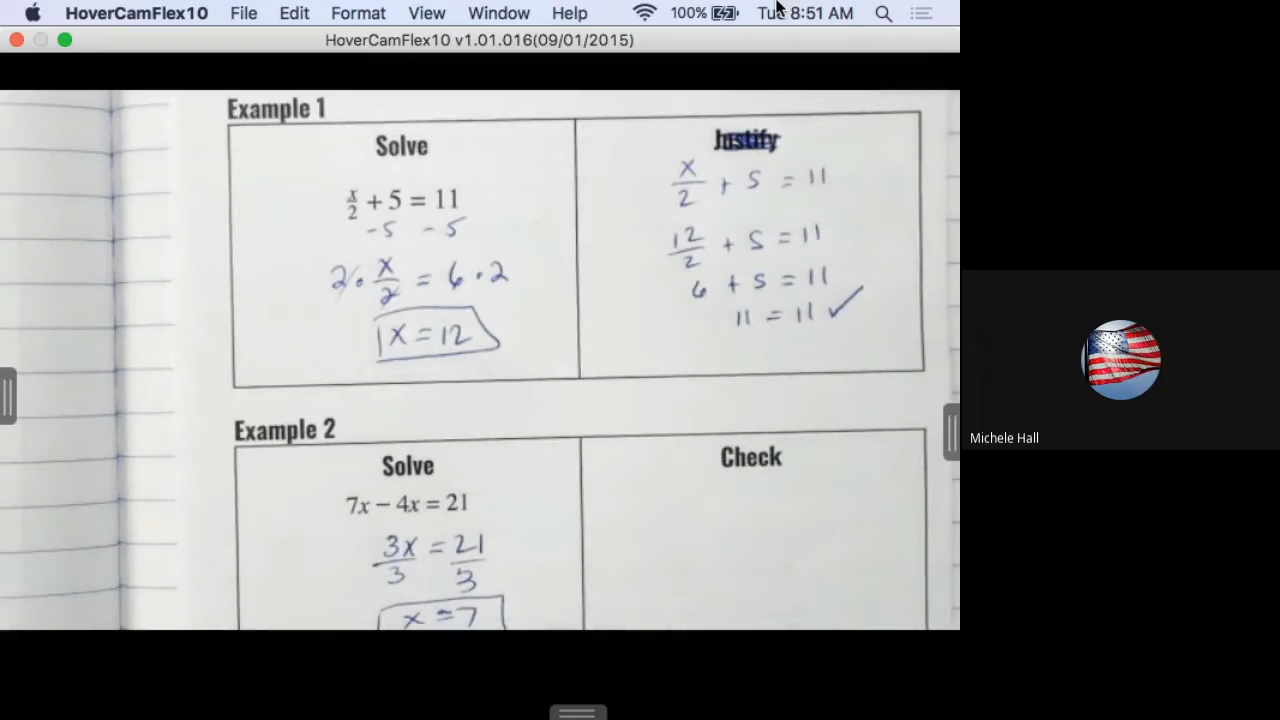 HoverCamFlex10 File Edit Format View Window Help 100% Tue 8:51 AM
HoverCamFlex10 v1.01.016(09/01/2015)
Example 1
Solve
x/2 + 5 = 11
-5 -5
2 · x/2 = 6 · 2
x = 12
Justify
x/2 + 5 = 11
12/2 + 5 = 11
6 + 5 = 11
11 = 11 ✓
Michele Hall
Example 2
Solve
7x – 4x = 21
3x/3 = 21/3
x = 7
Check